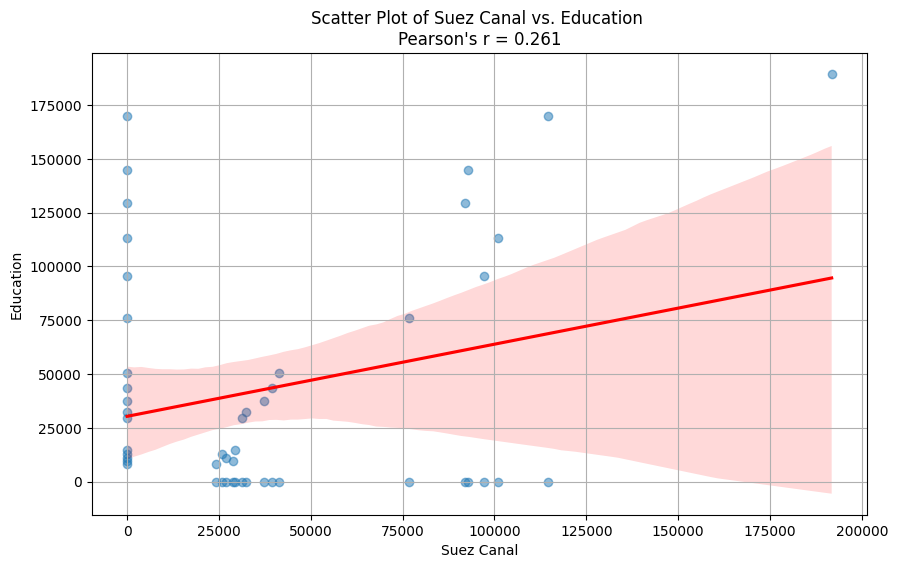 Scatter Plot of Suez Canal vs. Education
Pearson's r = 0.261
Education
175000
150000
125000
100000
75000
50000
25000
0
0 25000 50000 75000 100000 125000 150000 175000 200000
Suez Canal